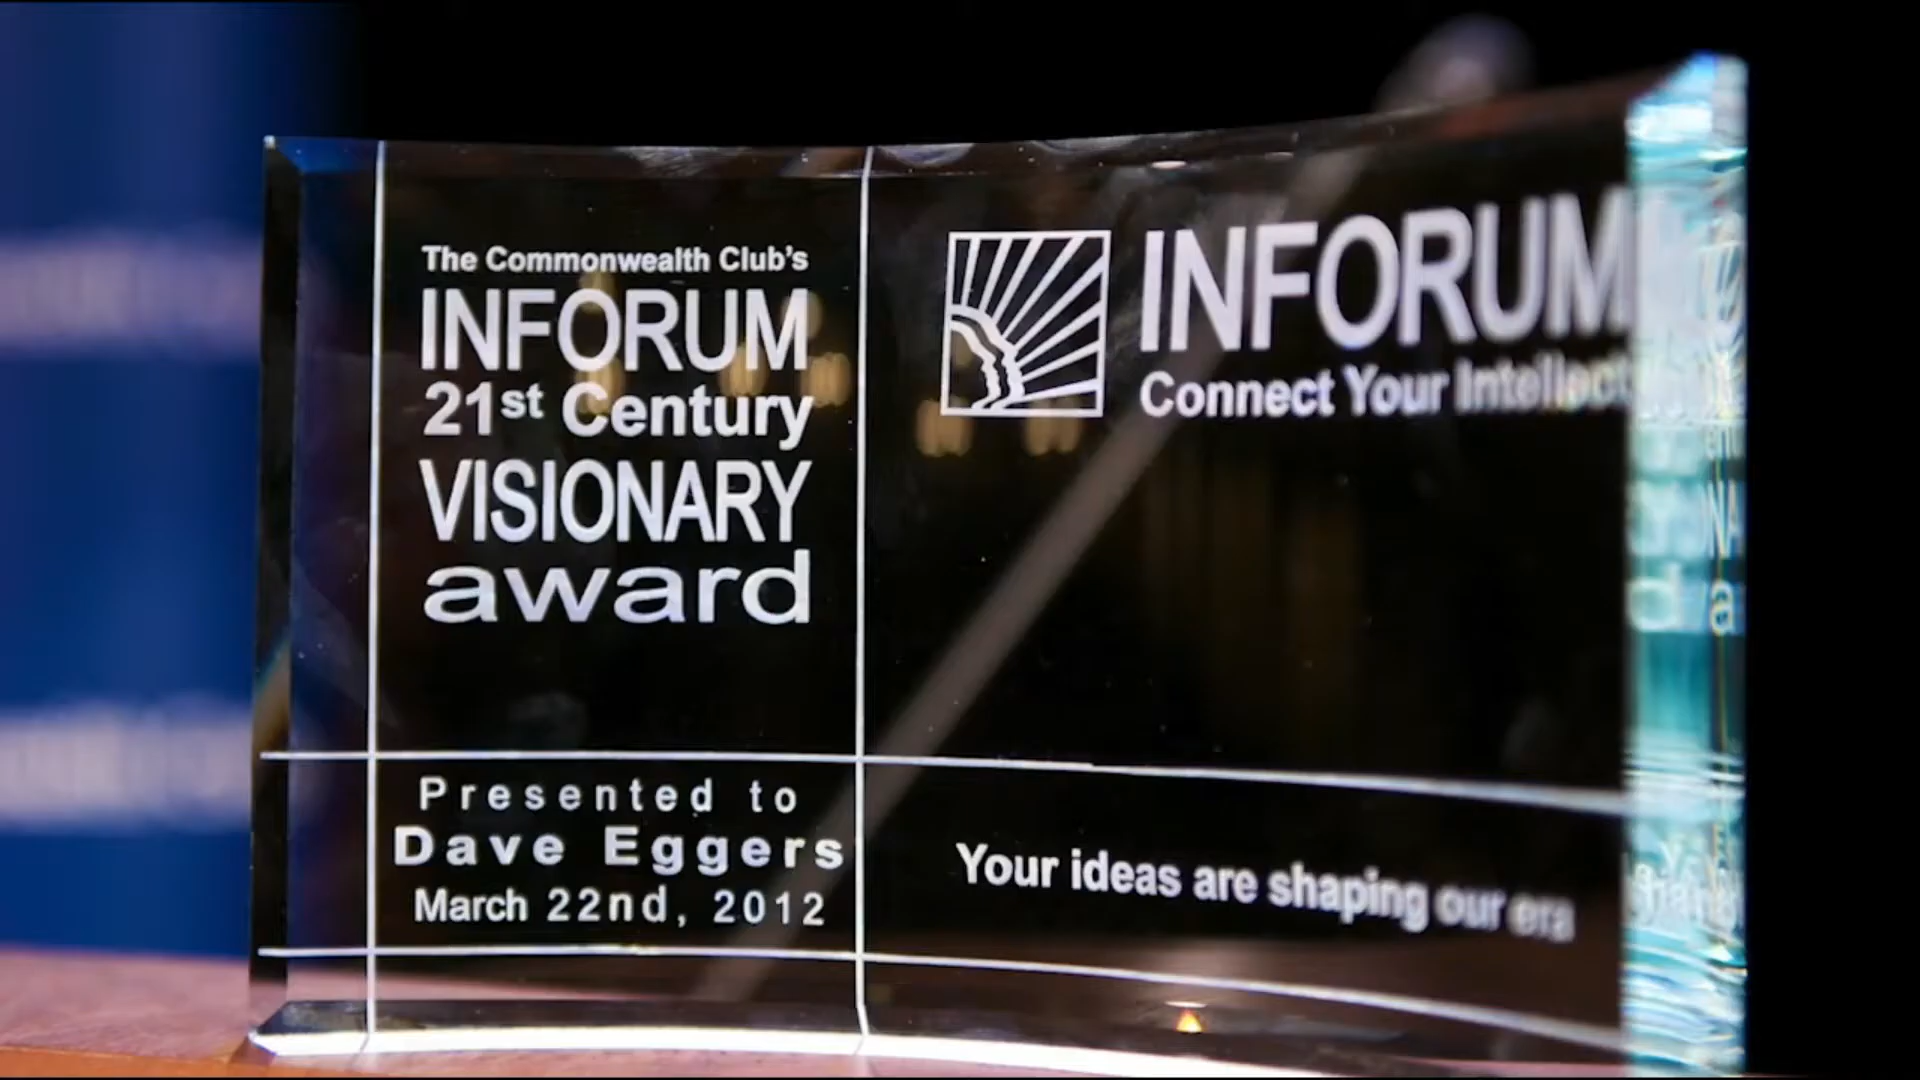 The Commonwealth Club's
INFORUM
21st Century
VISIONARY
award
Presented to
Dave Eggers
March 22nd, 2012
INFORUM
Connect Your Intellect
Your ideas are shaping our era